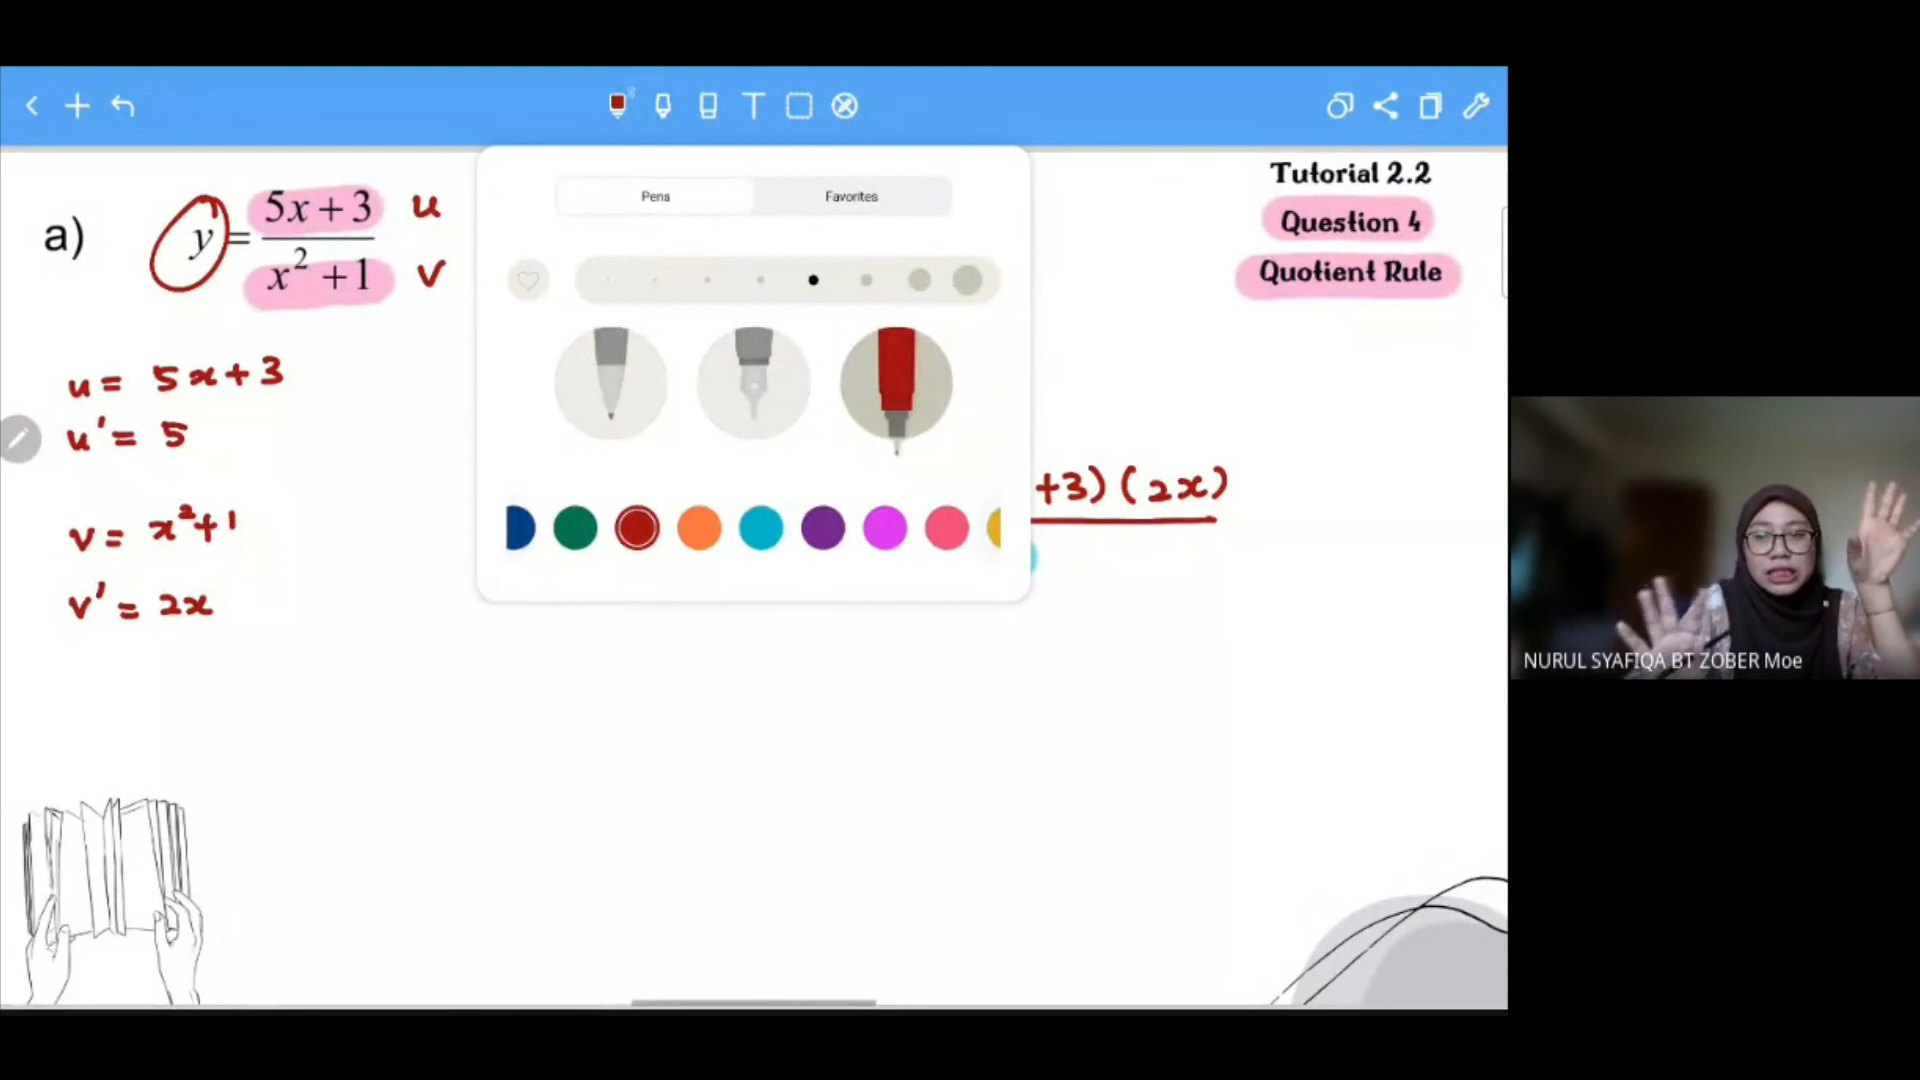 T
Pens
Favorites
Tutorial 2.2
Question 4
Quotient Rule
a) y = 5x + 3 u
x² + 1 v
u = 5x + 3
u' = 5
+3) (2x)
v = x²+1
v' = 2x
NURUL SYAFIQA BT ZOBER Moe